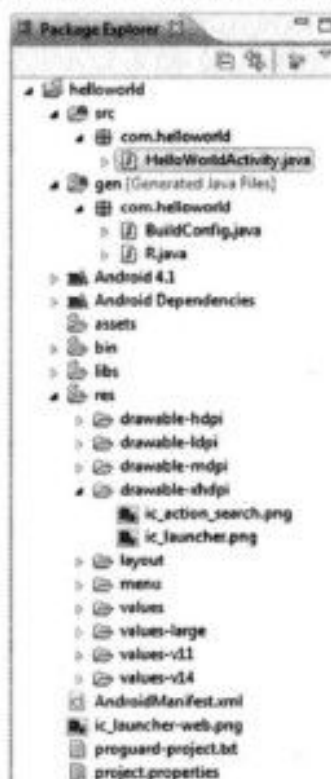 Package Explorer
helloworld
src
com.helloworld
HelloWorldActivity.java
gen [Generated Java Files]
com.helloworld
BuildConfig.java
R.java
Android 4.1
Android Dependencies
assets
bin
libs
res
drawable-hdpi
drawable-ldpi
drawable-mdpi
drawable-xhdpi
ic_action_search.png
ic_launcher.png
layout
menu
values
values-large
values-v11
values-v14
AndroidManifest.xml
ic_launcher-web.png
proguard-project.txt
project.properties